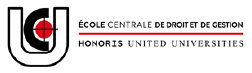 ÉCOLE CENTRALE DE DROIT ET DE GESTION
HONORIS UNITED UNIVERSITIES